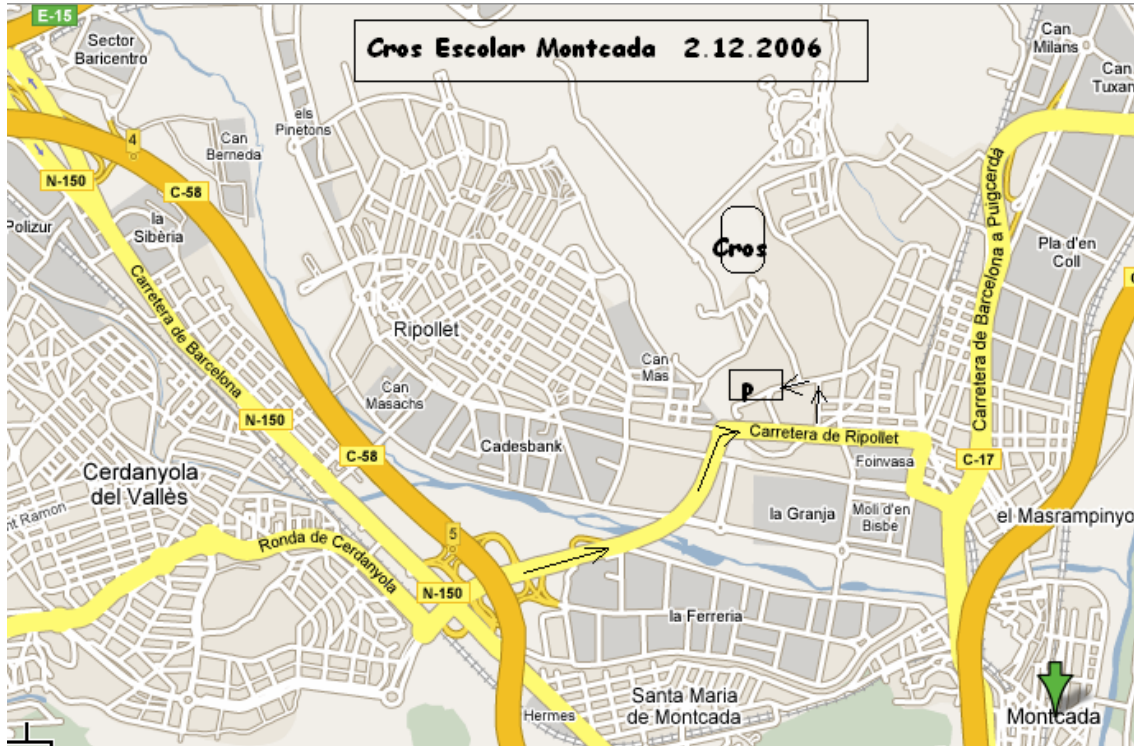 E-15
Sector
Baricentro
Cros Escolar Montcada 2.12.2006
Can
Milans
Can
Tuxan
els
Pinetons
4
Can
Berneda
N-150
C-58
Polizur
la
Sibèria
Carretera de Barcelona a Puigcerdà
Cros
Pla d'en
Coll
Carretera de Barcelona
Ripollet
Can
Mas
Can
Masachs
P
N-150
Cadesbank
Carretera de Ripollet
C-58
Foinvasa
C-17
Cerdanyola
del Vallès
nt Ramon
la Granja
Molí d'en
Bisbe
el Masrampinyo
5
Ronda de Cerdanyola
N-150
la Ferreria
Santa Maria
de Montcada
Hermes
Montcada